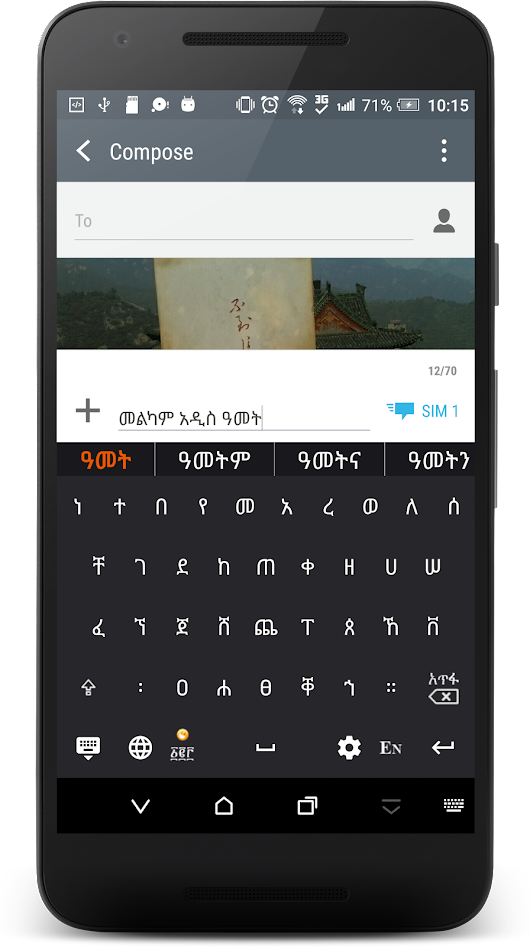 3G 71% 10:15
Compose
To
12/70
መልካም አዲስ ዓመት
SIM 1
ዓመት ዓመትም ዓመትና ዓመትን
ነ ተ በ የ መ አ ረ ወ ለ ሰ
ቸ ገ ደ ከ ጠ ቀ ዘ ሀ ሠ
ፈ ኘ ጀ ሸ ጨ ፐ ጸ ኸ ቨ
፡ ዐ ሐ ፀ ቐ ኀ ።
አጥፋ
፩፪፫ EN